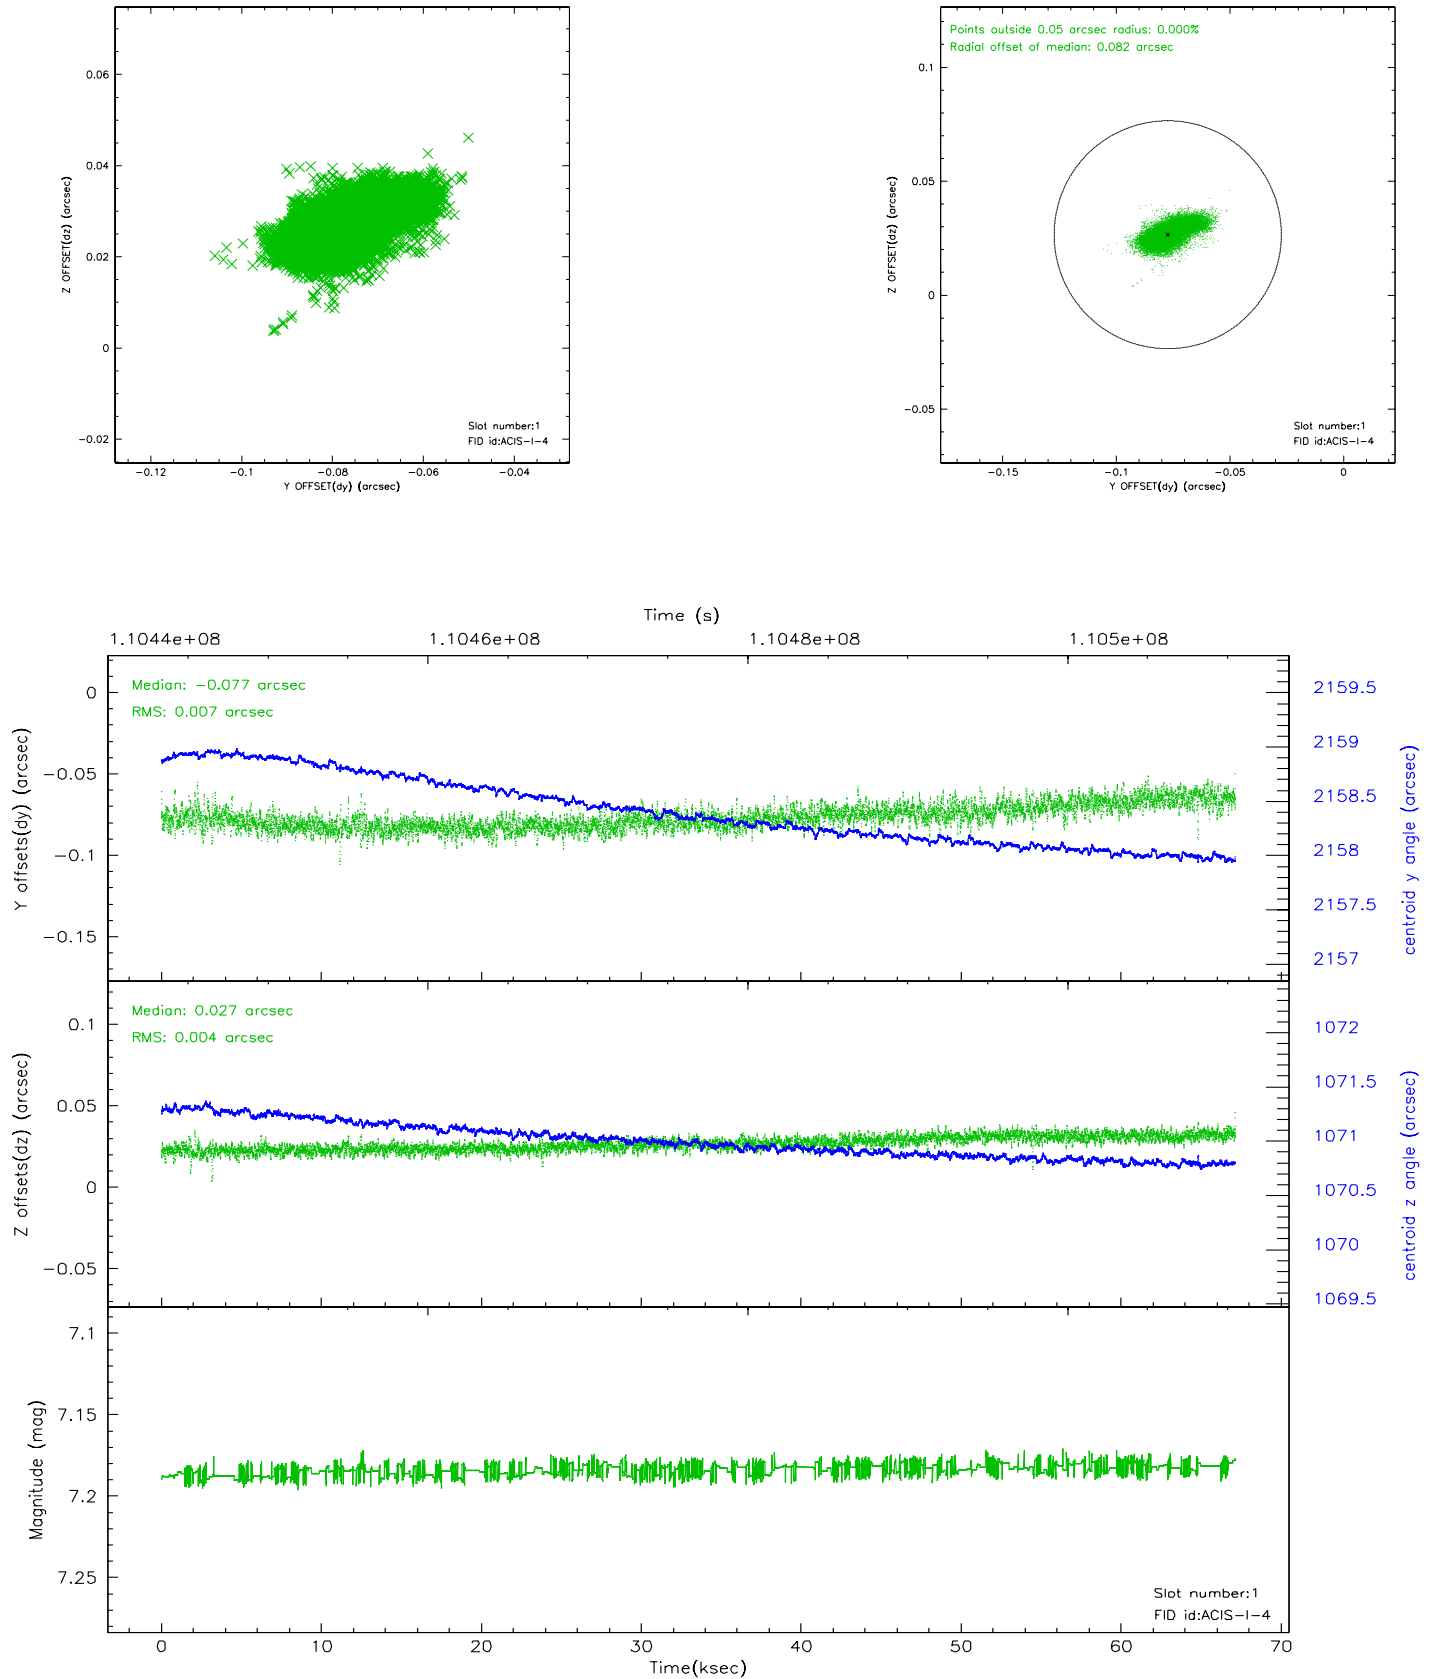 0.06
0.04
0.02
0
−0.02
Z OFFSET(dz) (arcsec)
−0.12
−0.1
−0.08
−0.06
−0.04
Y OFFSET(dy) (arcsec)
Slot number:1
FID id:ACIS−I−4
Points outside 0.05 arcsec radius: 0.000%
Radial offset of median: 0.082 arcsec
0.1
0.05
0
−0.05
Z OFFSET(dz) (arcsec)
−0.15
−0.1
−0.05
0
Y OFFSET(dy) (arcsec)
Slot number:1
FID id:ACIS−I−4
Time (s)
1.1044e+08
1.1046e+08
1.1048e+08
1.105e+08
Median: −0.077 arcsec
RMS: 0.007 arcsec
0
−0.05
−0.1
−0.15
Y offsets(dy) (arcsec)
2159.5
2159
2158.5
2158
2157.5
2157
centroid y angle (arcsec)
Median: 0.027 arcsec
RMS: 0.004 arcsec
0.1
0.05
0
−0.05
Z offsets(dz) (arcsec)
1072
1071.5
1071
1070.5
1070
1069.5
centroid z angle (arcsec)
7.1
7.15
7.2
7.25
Magnitude (mag)
Slot number:1
FID id:ACIS−I−4
0
10
20
30
40
50
60
70
Time(ksec)